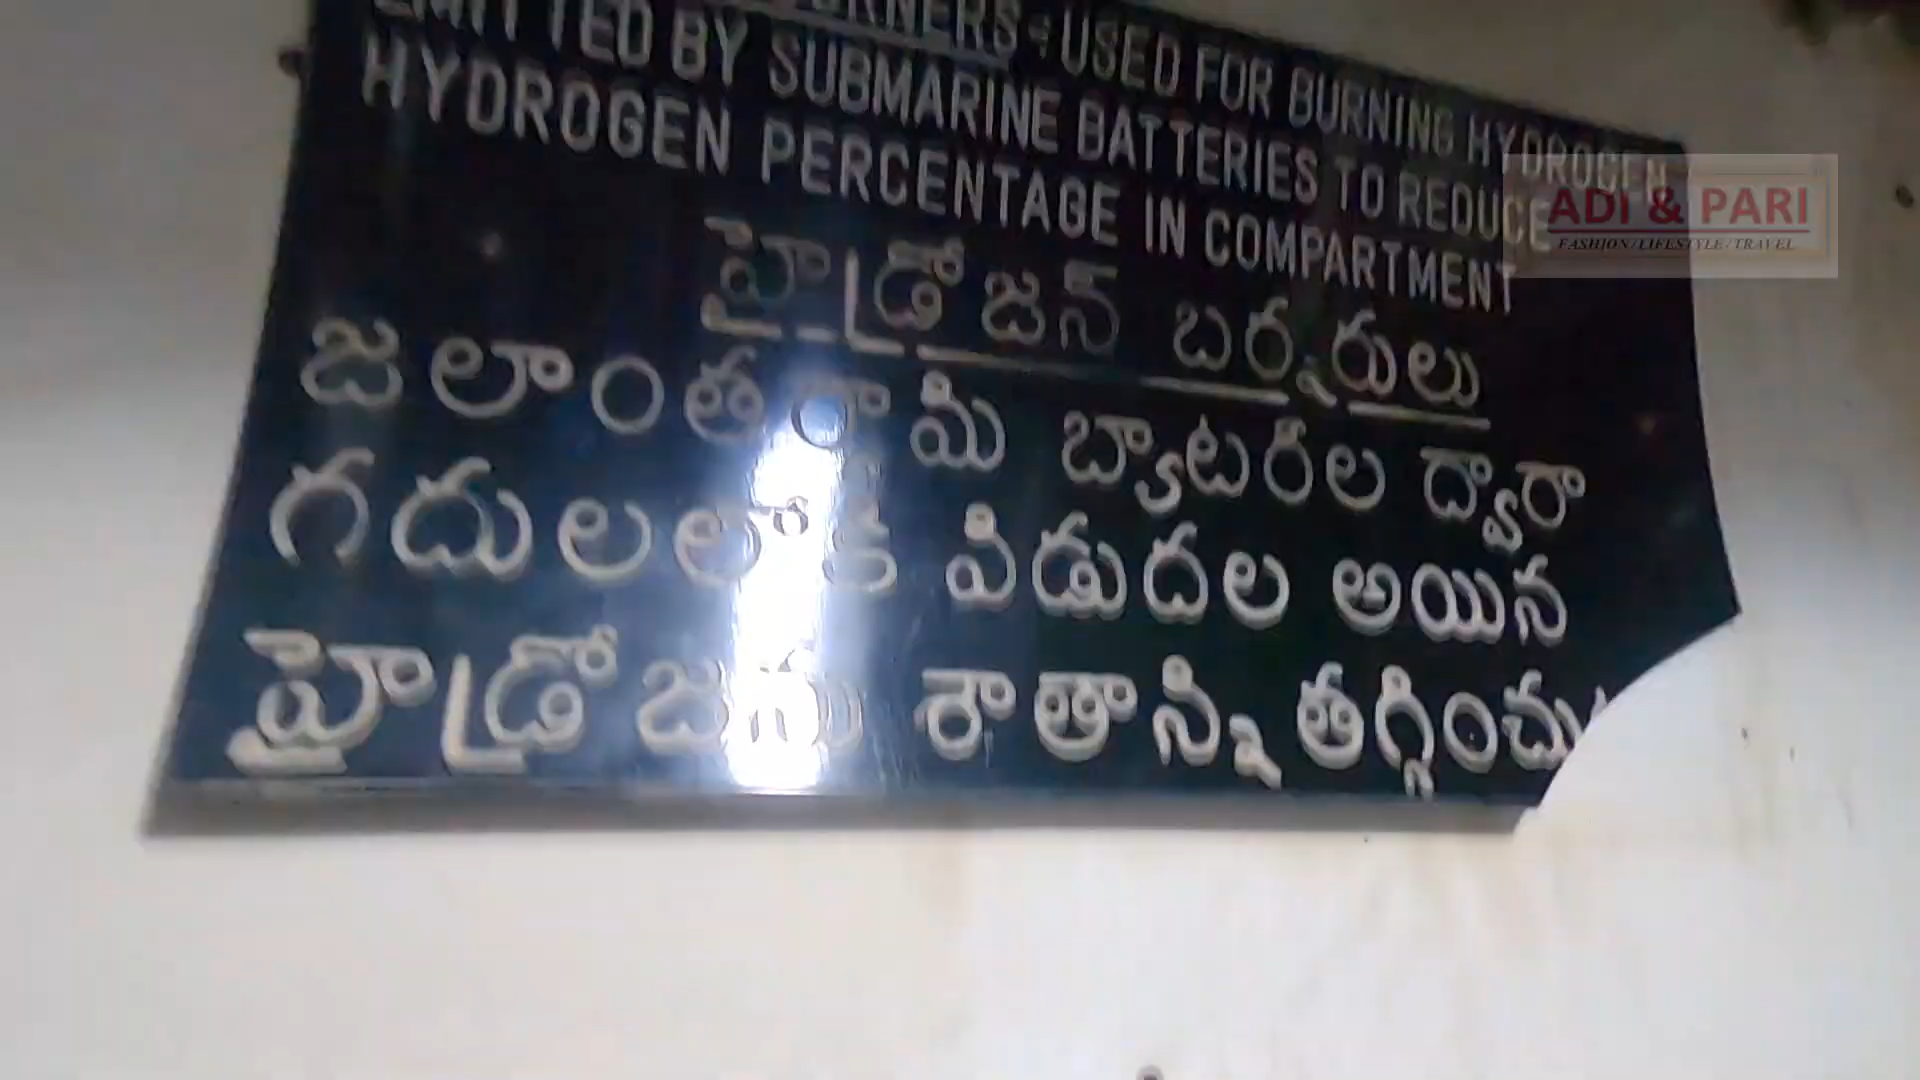 BURNERS - USED FOR BURNING HYDROGEN
EMITTED BY SUBMARINE BATTERIES TO REDUCE
HYDROGEN PERCENTAGE IN COMPARTMENT
హైడ్రోజన్ బర్నరులు
జలాంతర్గామి బ్యాటరీల ద్వారా
గదులలోకి విడుదల అయిన
హైడ్రోజను శాతాన్ని తగ్గించు
ADI & PARI
FASHION/LIFESTYLE/TRAVEL